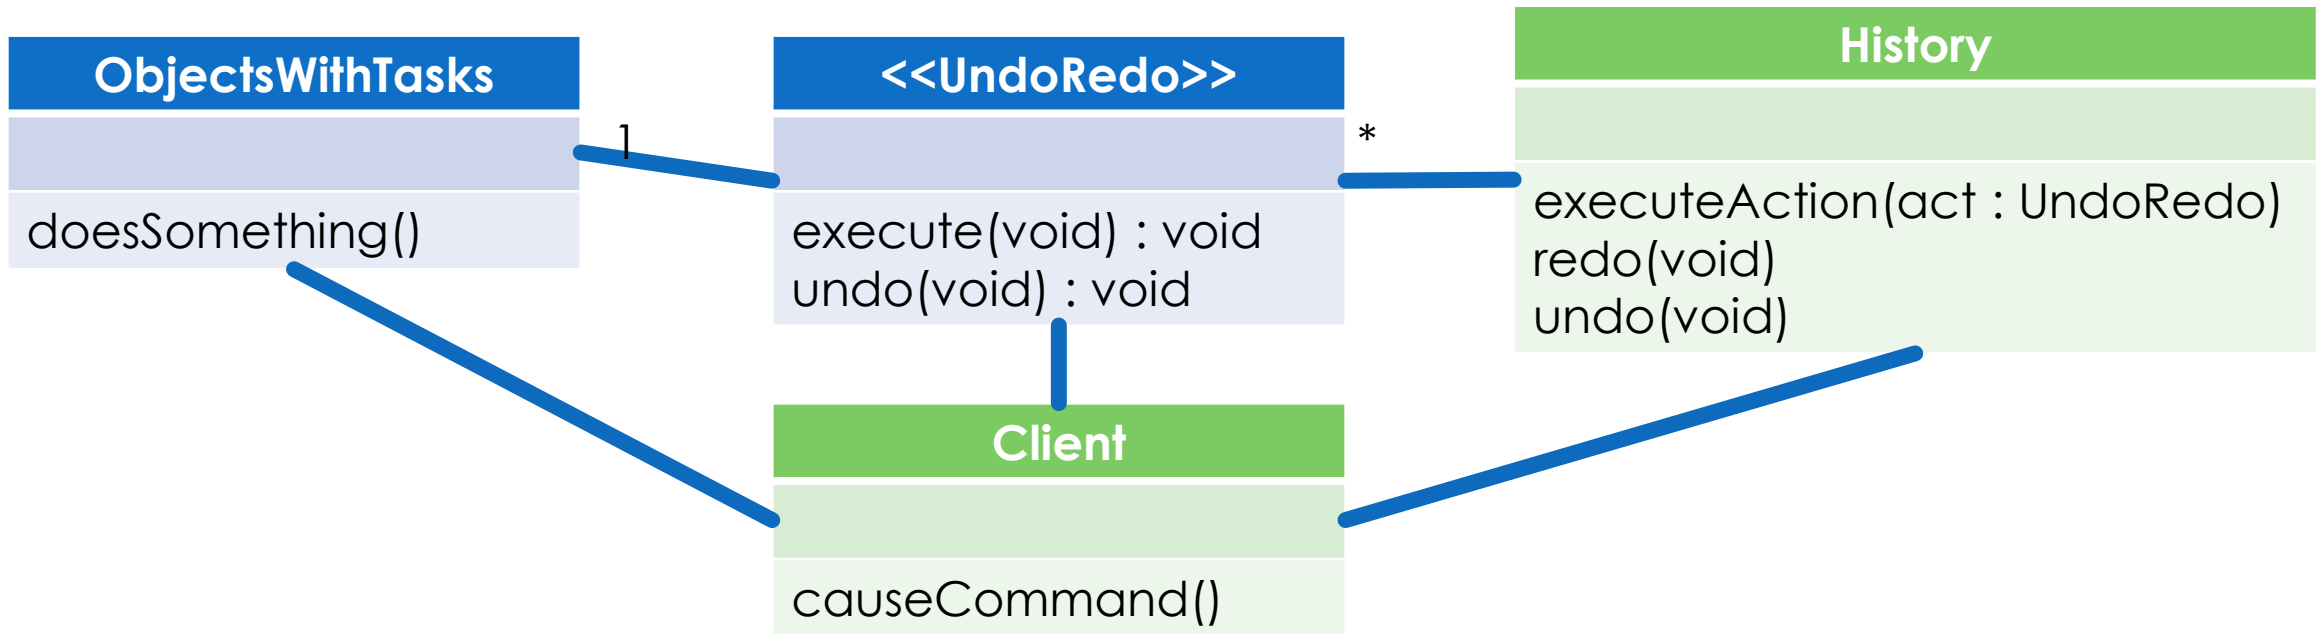 ObjectsWithTasks
doesSomething()
1
<<UndoRedo>>
execute(void) : void
undo(void) : void
*
History
executeAction(act : UndoRedo)
redo(void)
undo(void)
Client
causeCommand()